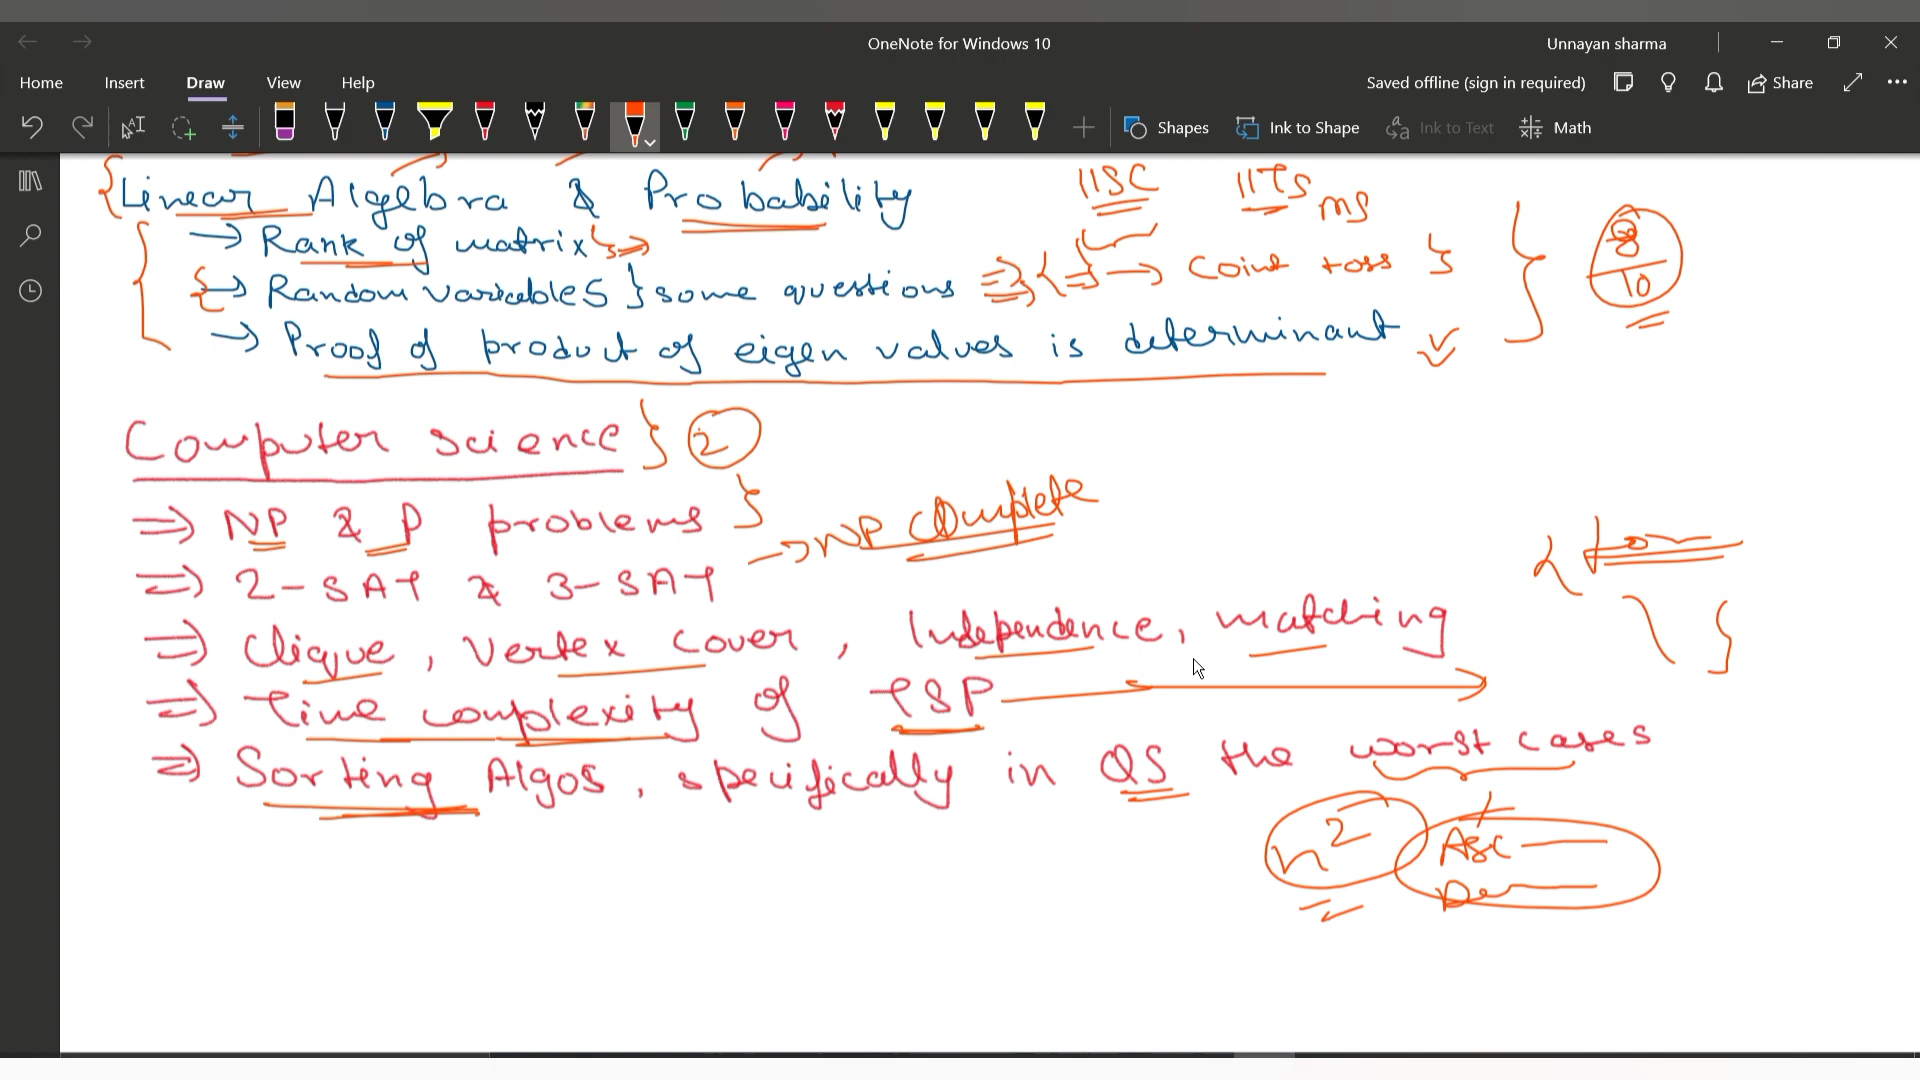 OneNote for Windows 10
Unnayan sharma
Home Insert Draw View Help
Saved offline (sign in required) Share
Shapes Ink to Shape Ink to Text Math
Linear Algebra & Probability
IISC IITS MS
→ Rank of matrix
→ Random variables } some questions ⇒ → Coint toss
8/10
→ Proof of product of eigen values is determinant
Computer science } 2
⇒ NP & P problems
→ NP Complete
⇒ 2-SAT & 3-SAT
⇒ Clique, Vertex cover, Independence, matching
⇒ Time complexity of TSP
⇒ Sorting Algos, specifically in QS the worst cases
n²
Asc